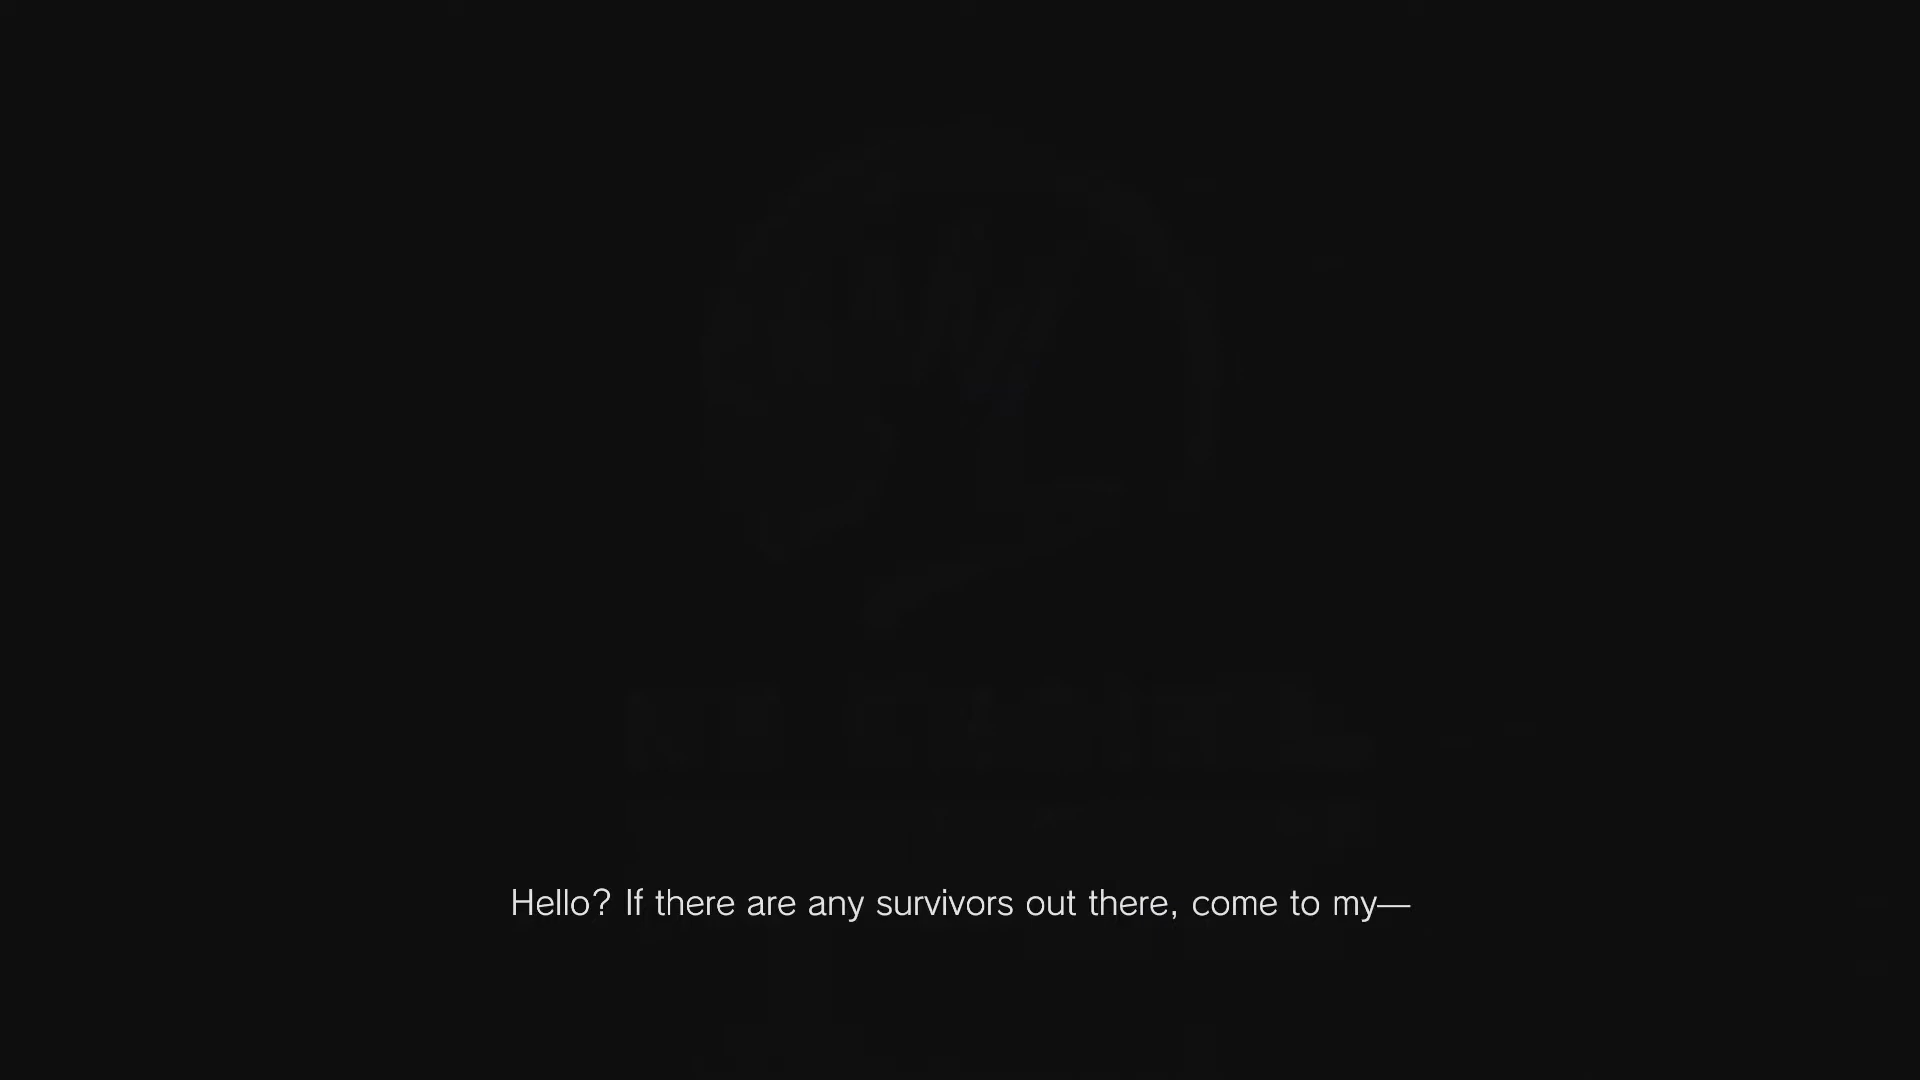 Hello? If there are any survivors out there, come to my—